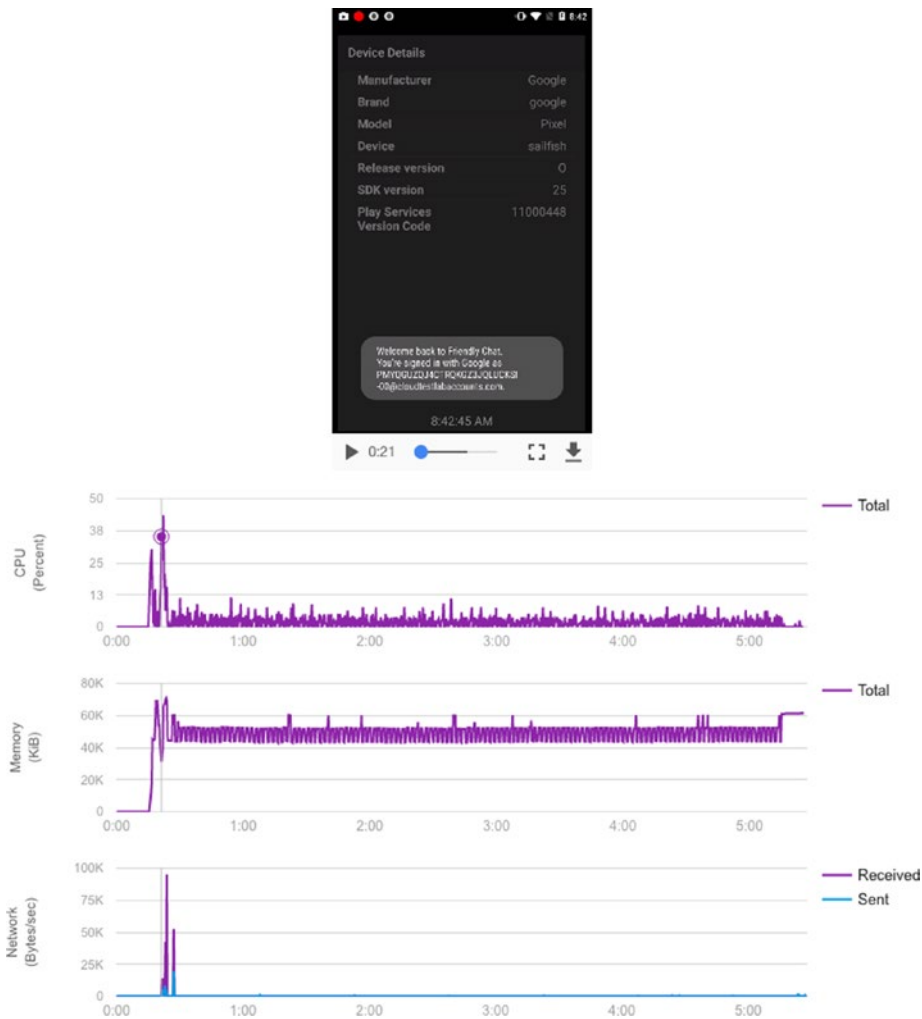 8:42
Device Details
Manufacturer Google
Brand google
Model Pixel
Device sailfish
Release version O
SDK version 25
Play Services 11000448
Version Code
Welcome back to Friendly Chat.
You're signed in with Google as
-00@cloudtestlabaccounts.com.
8:42:45 AM
0:21
CPU
(Percent)
50
38
25
13
0
0:00 1:00 2:00 3:00 4:00 5:00
Total
Memory
(KiB)
80K
60K
40K
20K
0
0:00 1:00 2:00 3:00 4:00 5:00
Total
Network
(Bytes/sec)
100K
75K
50K
25K
0
0:00 1:00 2:00 3:00 4:00 5:00
Received
Sent